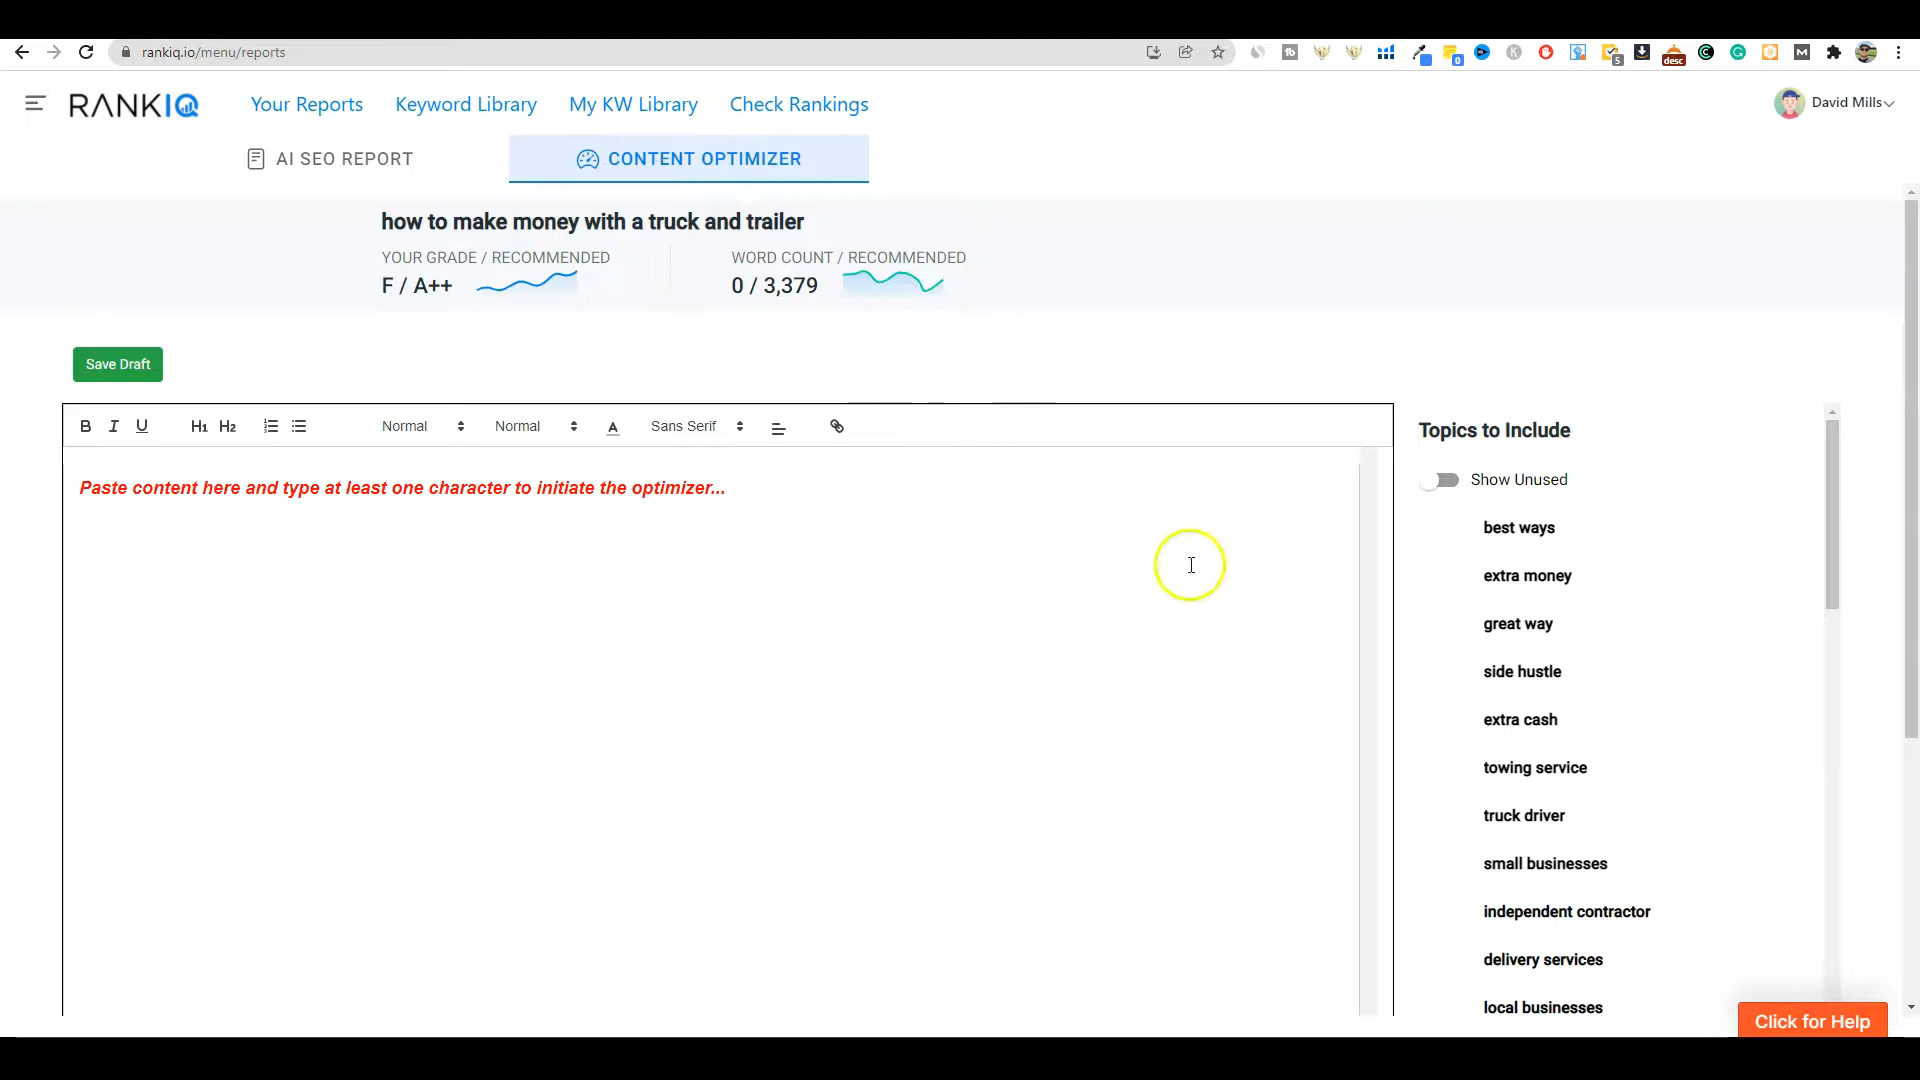 rankiq.io/menu/reports
0
5
desc
RANKIQ
Your Reports
Keyword Library
My KW Library
Check Rankings
David Mills
AI SEO REPORT
CONTENT OPTIMIZER
how to make money with a truck and trailer
YOUR GRADE / RECOMMENDED
WORD COUNT / RECOMMENDED
F / A++
0 / 3,379
Save Draft
B I U H1 H2 Normal Normal A Sans Serif
Topics to Include
Show Unused
Paste content here and type at least one character to initiate the optimizer...
best ways
extra money
great way
side hustle
extra cash
towing service
truck driver
small businesses
independent contractor
delivery services
local businesses
Click for Help